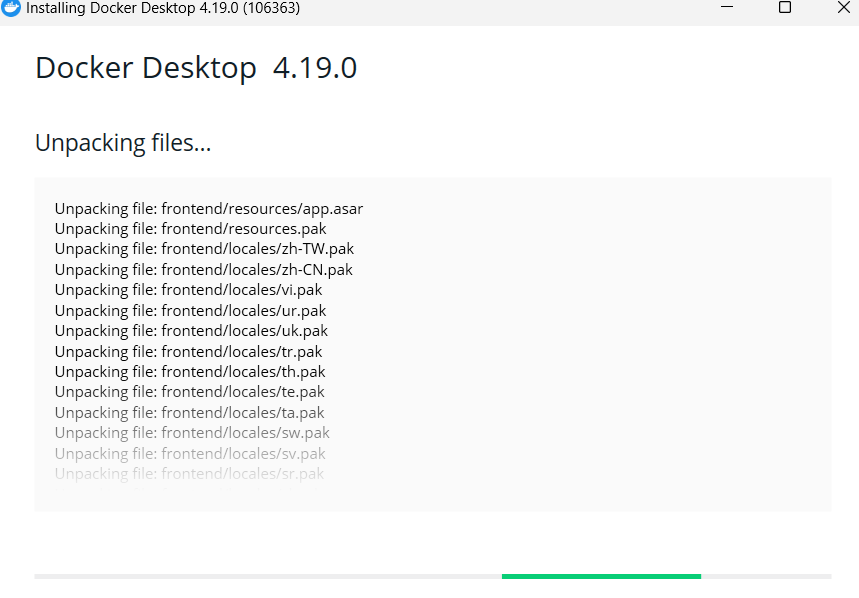 Installing Docker Desktop 4.19.0 (106363)
Docker Desktop 4.19.0
Unpacking files...
Unpacking file: frontend/resources/app.asar
Unpacking file: frontend/resources.pak
Unpacking file: frontend/locales/zh-TW.pak
Unpacking file: frontend/locales/zh-CN.pak
Unpacking file: frontend/locales/vi.pak
Unpacking file: frontend/locales/ur.pak
Unpacking file: frontend/locales/uk.pak
Unpacking file: frontend/locales/tr.pak
Unpacking file: frontend/locales/th.pak
Unpacking file: frontend/locales/te.pak
Unpacking file: frontend/locales/ta.pak
Unpacking file: frontend/locales/sw.pak
Unpacking file: frontend/locales/sv.pak
Unpacking file: frontend/locales/sr.pak